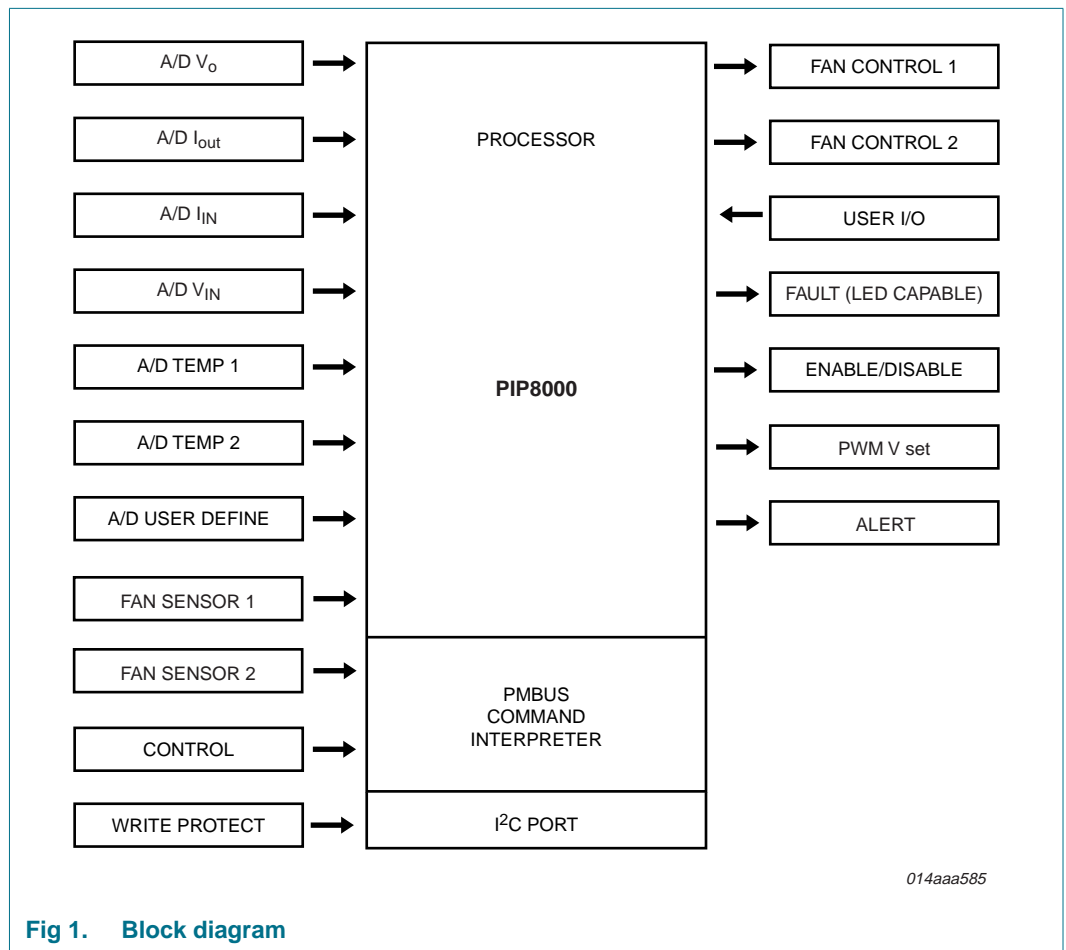 A/D Vo
A/D Iout
A/D IIN
A/D VIN
A/D TEMP 1
A/D TEMP 2
A/D USER DEFINE
FAN SENSOR 1
FAN SENSOR 2
CONTROL
WRITE PROTECT
PROCESSOR
PIP8000
PMBUS
COMMAND
INTERPRETER
I2C PORT
FAN CONTROL 1
FAN CONTROL 2
USER I/O
FAULT (LED CAPABLE)
ENABLE/DISABLE
PWM V set
ALERT
014aaa585
Fig 1. Block diagram